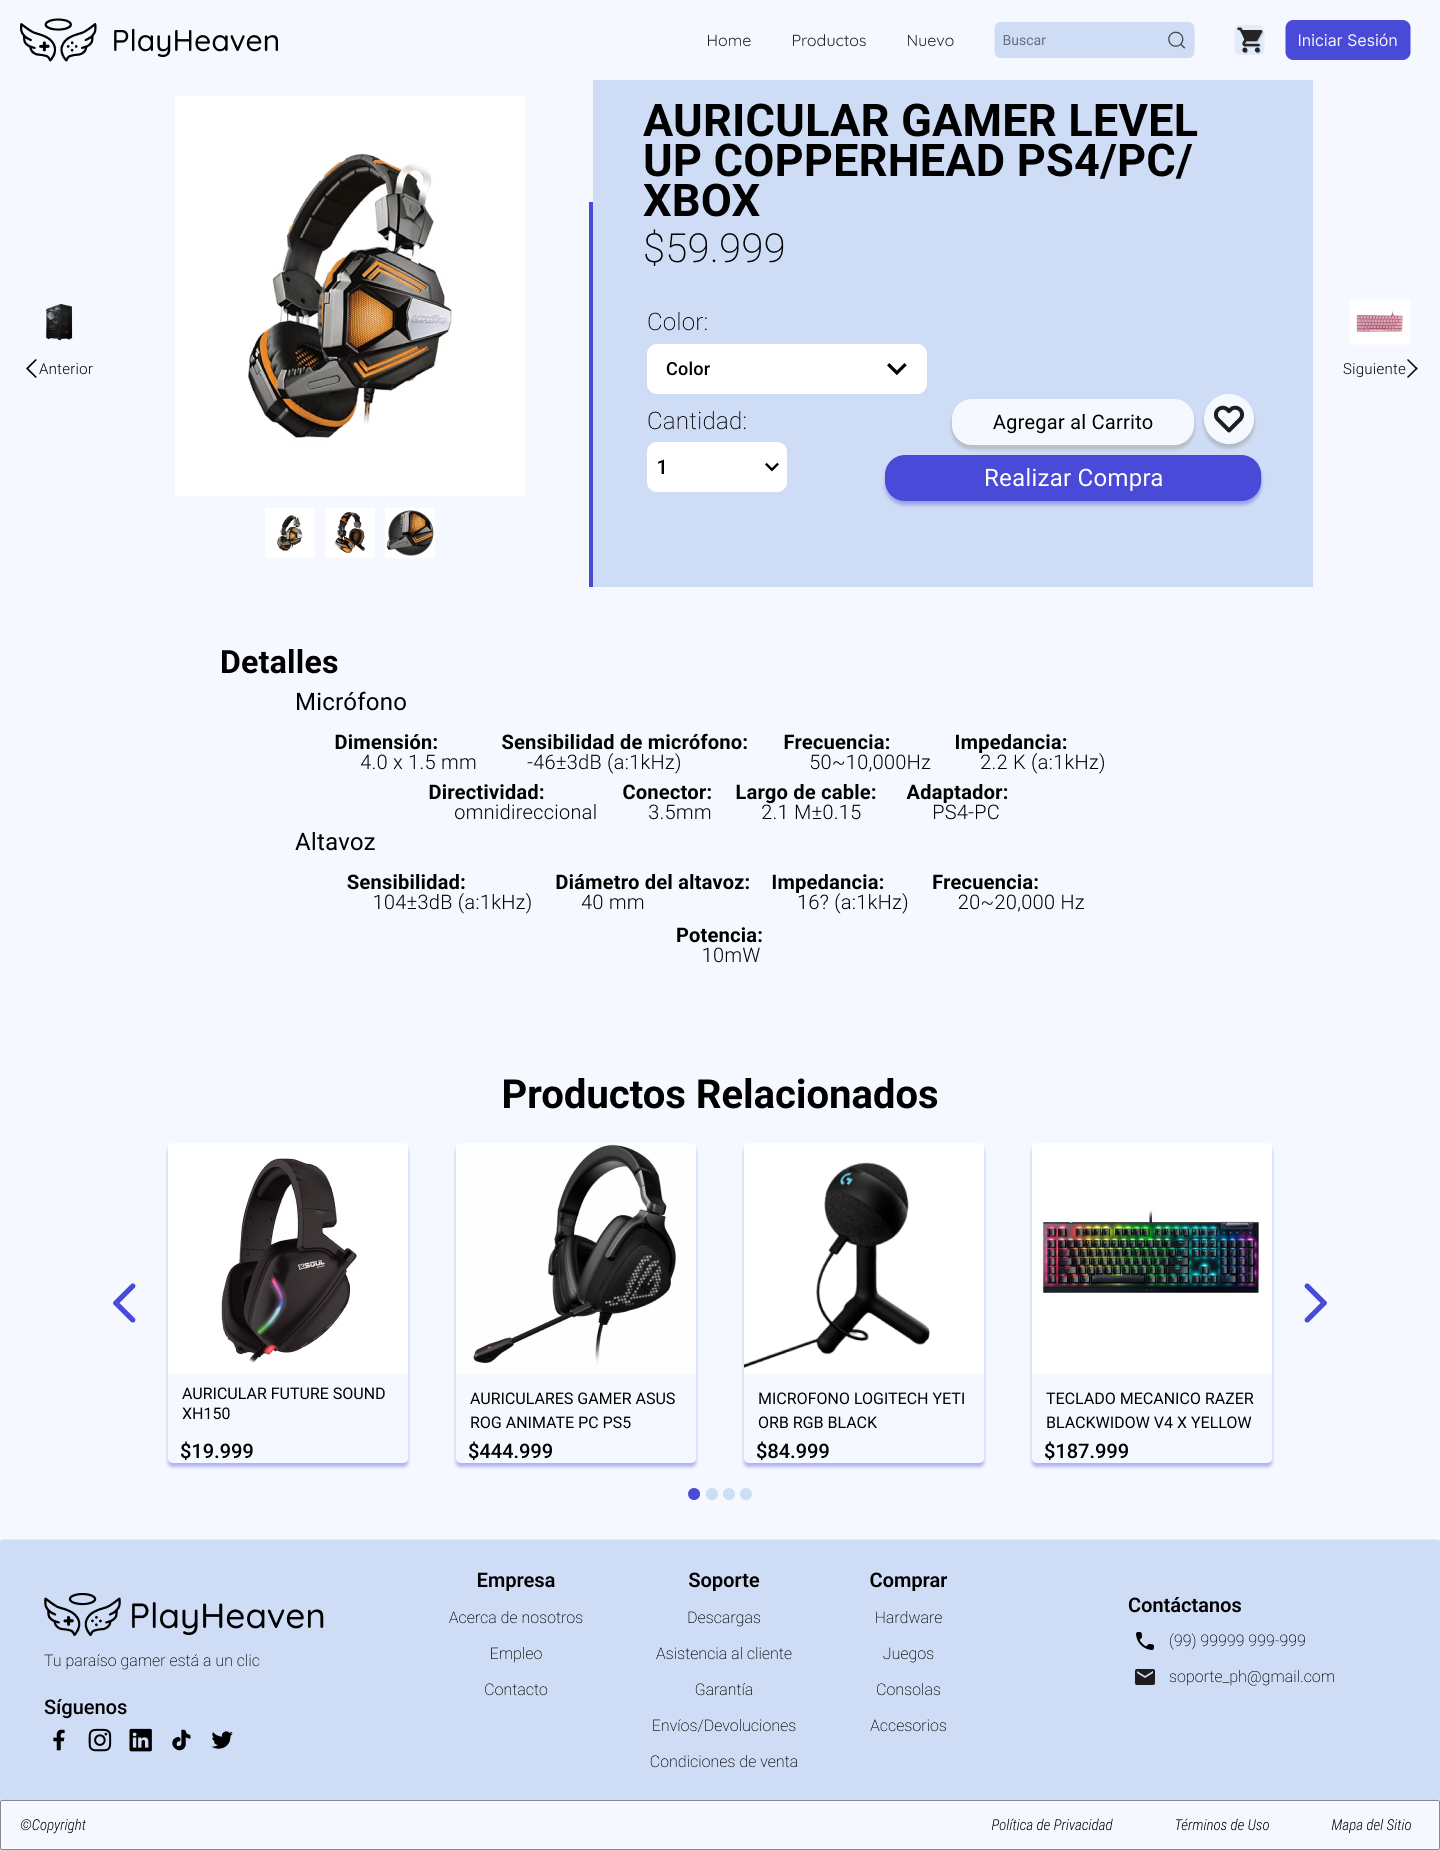 PlayHeaven
Home Productos Nuevo Buscar Iniciar Sesión
AURICULAR GAMER LEVEL
UP COPPERHEAD PS4/PC/
XBOX
$59.999
Color:
Color
Cantidad:
1
Agregar al Carrito
Realizar Compra
Anterior
Siguiente
Detalles
Micrófono
Dimensión: Sensibilidad de micrófono: Frecuencia: Impedancia:
4.0 x 1.5 mm -46±3dB (a:1kHz) 50~10,000Hz 2.2 K (a:1kHz)
Directividad: Conector: Largo de cable: Adaptador:
omnidireccional 3.5mm 2.1 M±0.15 PS4-PC
Altavoz
Sensibilidad: Diámetro del altavoz: Impedancia: Frecuencia:
104±3dB (a:1kHz) 40 mm 16? (a:1kHz) 20~20,000 Hz
Potencia:
10mW
Productos Relacionados
SOUL
AURICULAR FUTURE SOUND
XH150
$19.999
AURICULARES GAMER ASUS
ROG ANIMATE PC PS5
$444.999
MICROFONO LOGITECH YETI
ORB RGB BLACK
$84.999
TECLADO MECANICO RAZER
BLACKWIDOW V4 X YELLOW
$187.999
PlayHeaven
Tu paraíso gamer está a un clic
Síguenos
Empresa
Acerca de nosotros
Empleo
Contacto
Soporte
Descargas
Asistencia al cliente
Garantía
Envíos/Devoluciones
Condiciones de venta
Comprar
Hardware
Juegos
Consolas
Accesorios
Contáctanos
(99) 99999 999-999
soporte_ph@gmail.com
©Copyright Política de Privacidad Términos de Uso Mapa del Sitio